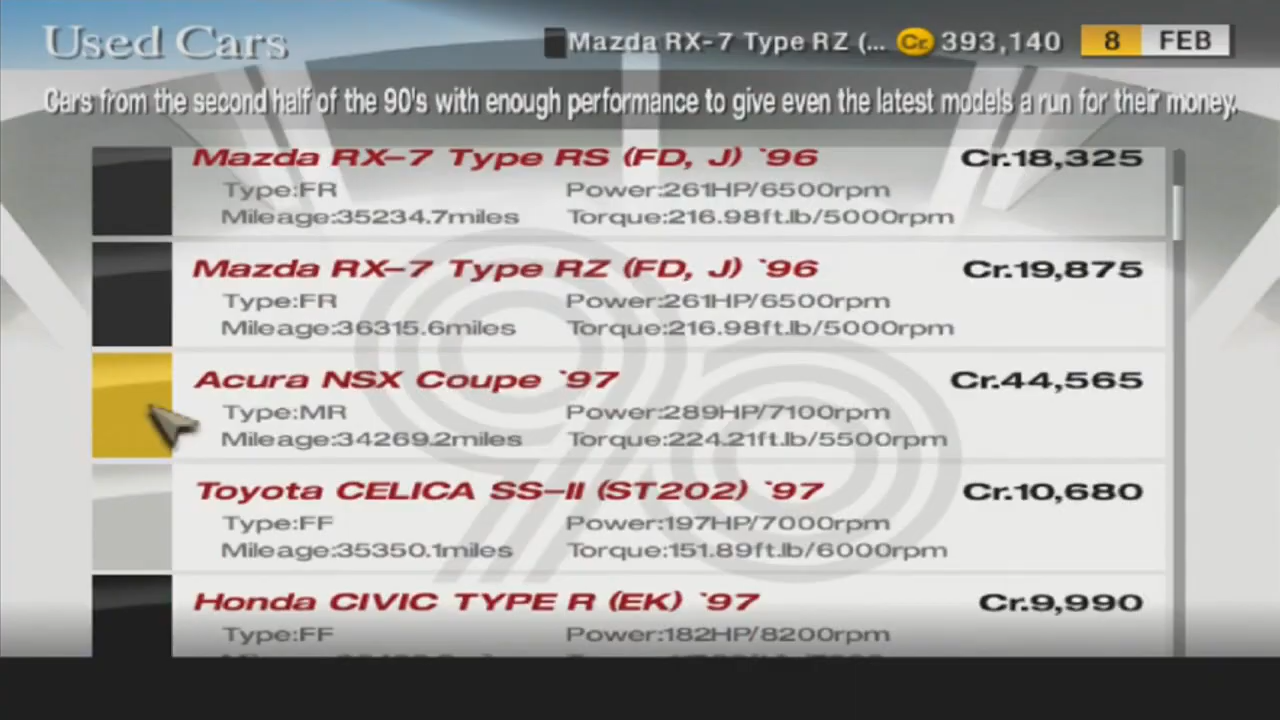 Used Cars
Mazda RX-7 Type RZ (... Cr 393,140 8 FEB
Cars from the second half of the 90's with enough performance to give even the latest models a run for their money.
Mazda RX-7 Type RS (FD, J) `96 Cr.18,325
Type:FR Power:261HP/6500rpm
Mileage:35234.7miles Torque:216.98ft.lb/5000rpm
Mazda RX-7 Type RZ (FD, J) `96 Cr.19,875
Type:FR Power:261HP/6500rpm
Mileage:36315.6miles Torque:216.98ft.lb/5000rpm
Acura NSX Coupe `97 Cr.44,565
Type:MR Power:289HP/7100rpm
Mileage:34269.2miles Torque:224.21ft.lb/5500rpm
Toyota CELICA SS-II (ST202) `97 Cr.10,680
Type:FF Power:197HP/7000rpm
Mileage:35350.1miles Torque:151.89ft.lb/6000rpm
Honda CIVIC TYPE R (EK) `97 Cr.9,990
Type:FF Power:182HP/8200rpm
90